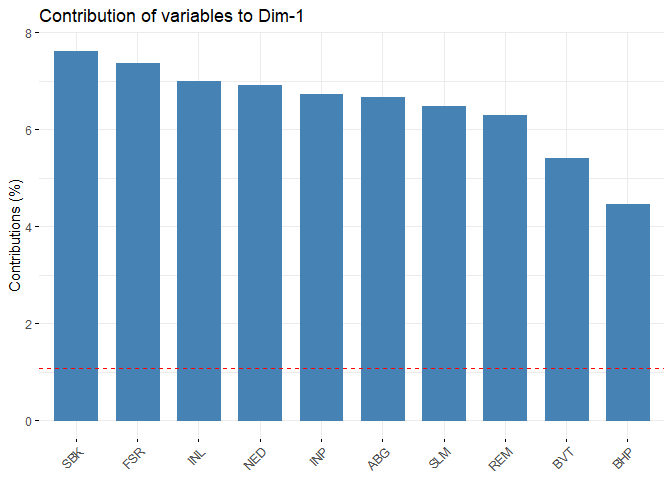 Contribution of variables to Dim-1
Contributions (%)
8
6
4
2
0
SBK
FSR
INL
NED
INP
ABG
SLM
REM
BVT
BHP